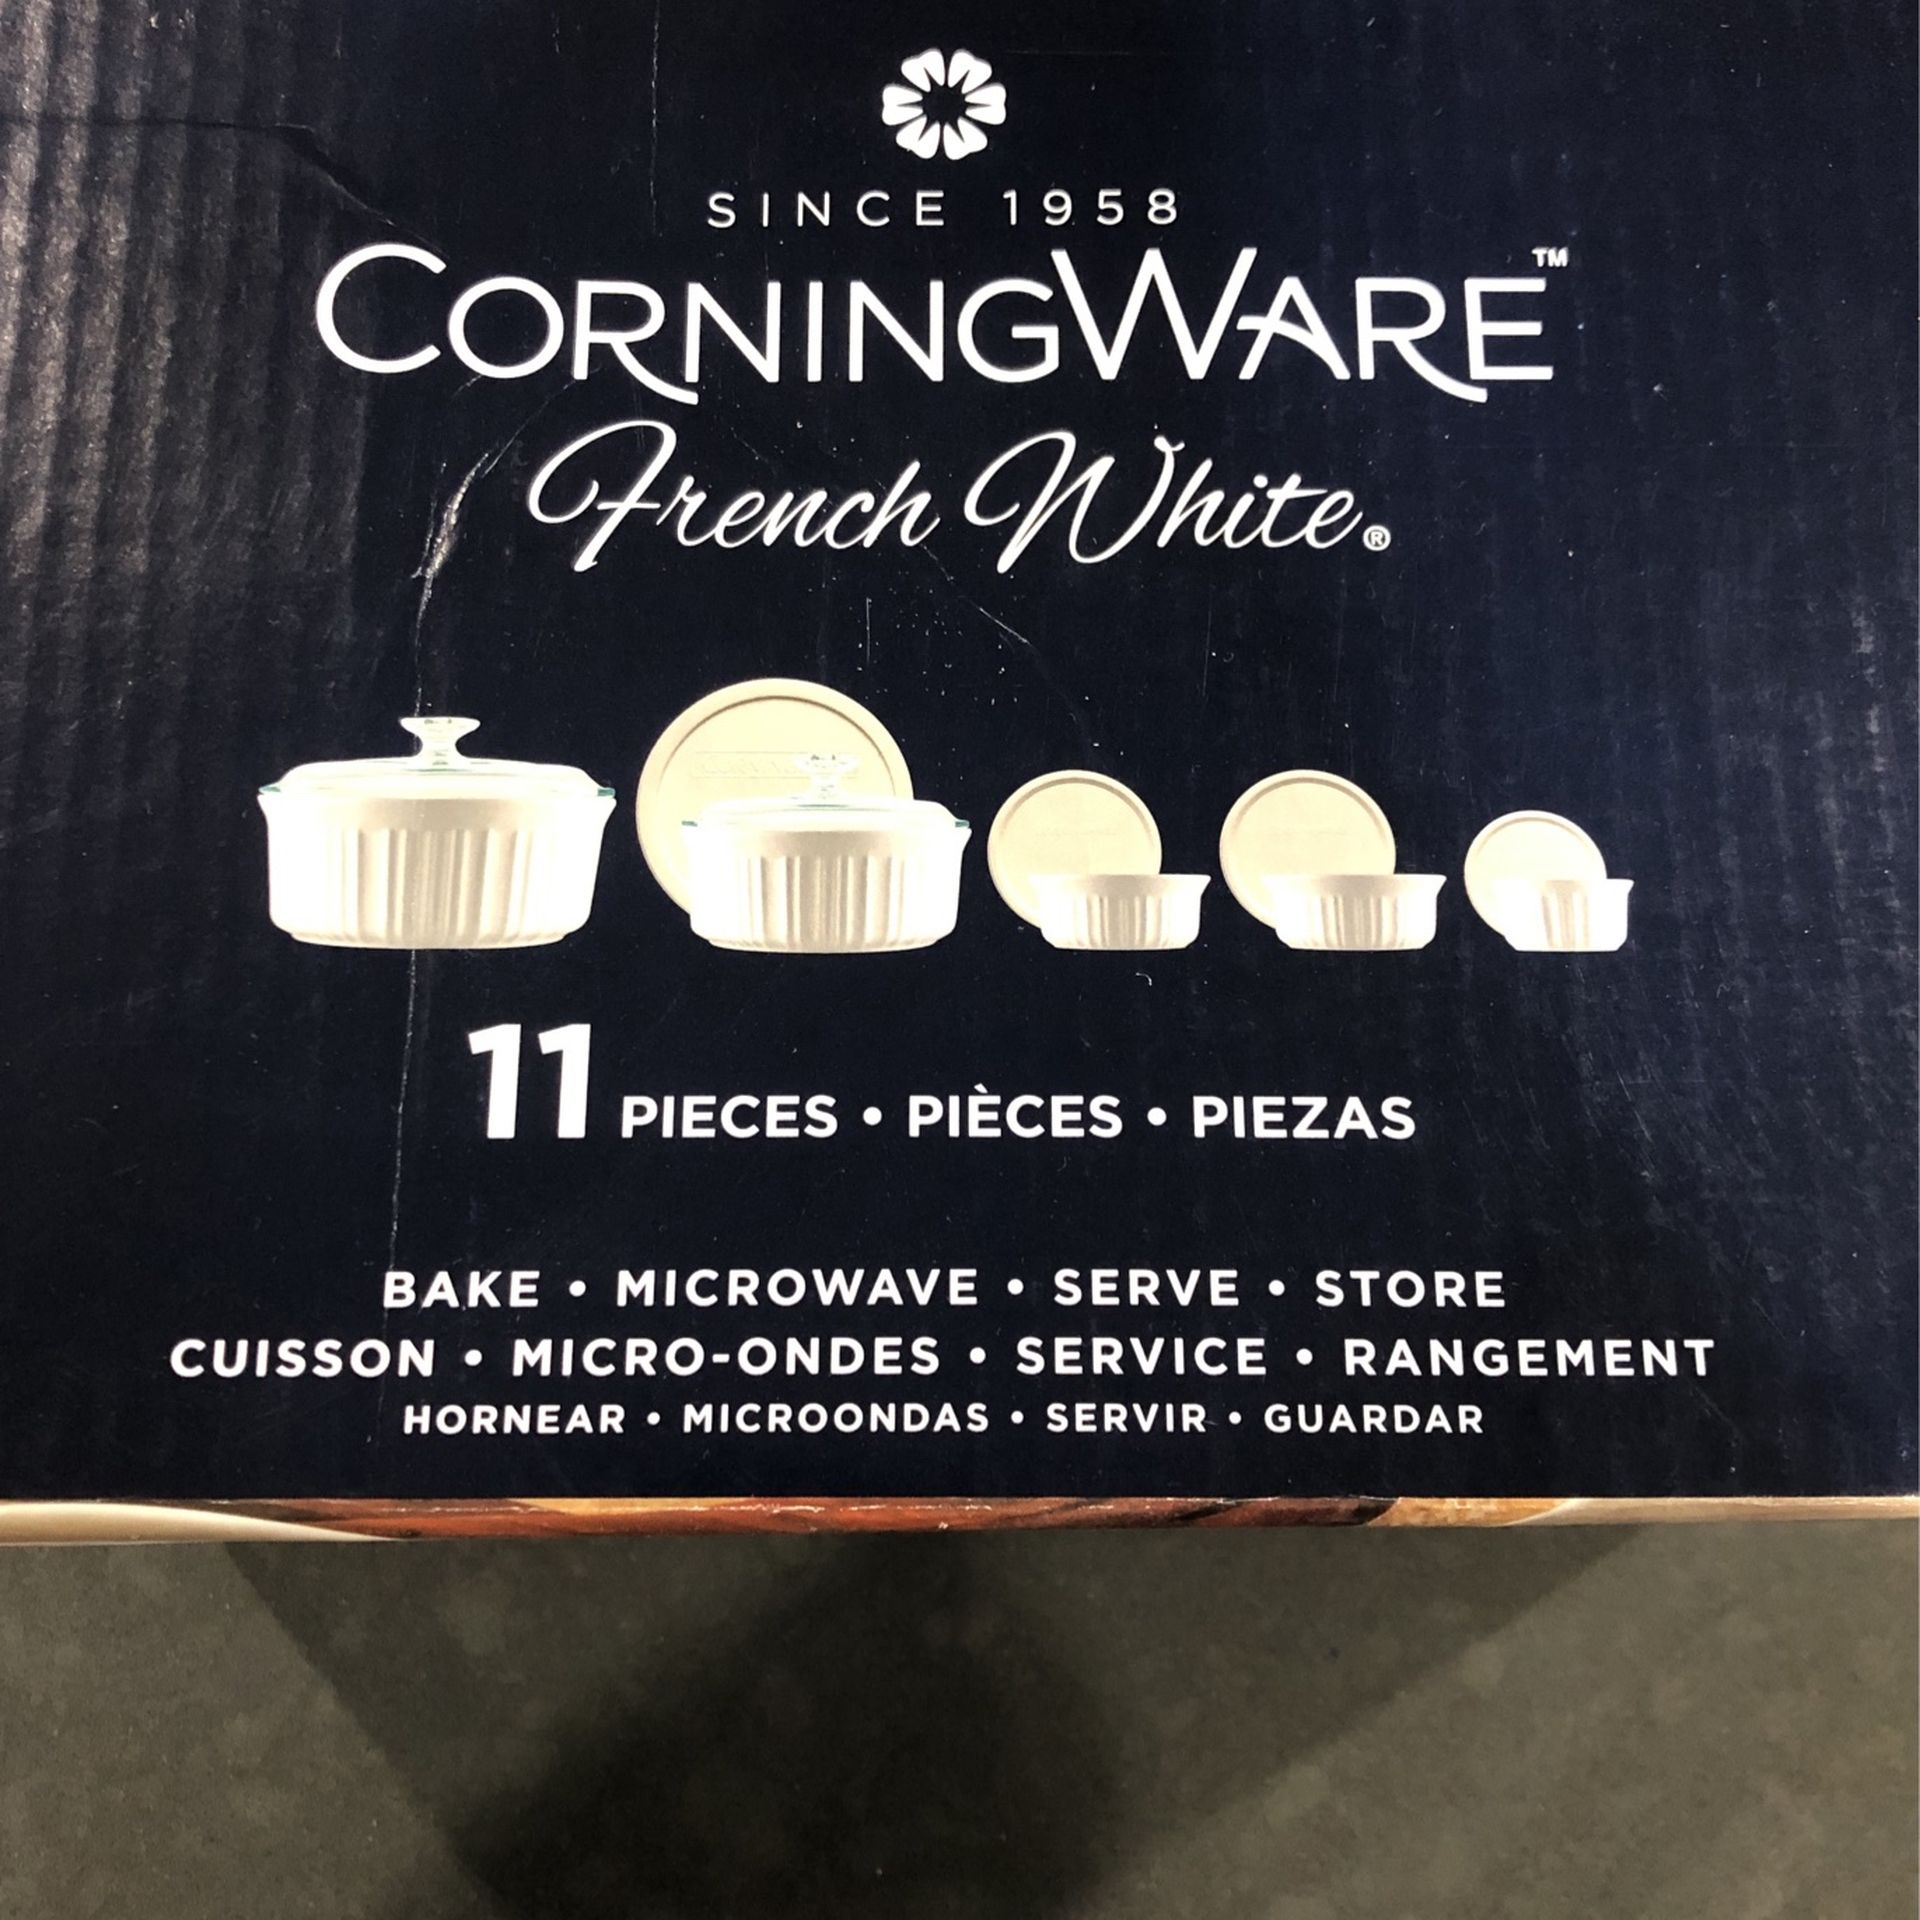 SINCE 1958
CORNINGWARE™
French White®
11 PIECES • PIÈCES • PIEZAS
BAKE • MICROWAVE • SERVE • STORE
CUISSON • MICRO-ONDES • SERVICE • RANGEMENT
HORNEAR • MICROONDAS • SERVIR • GUARDAR